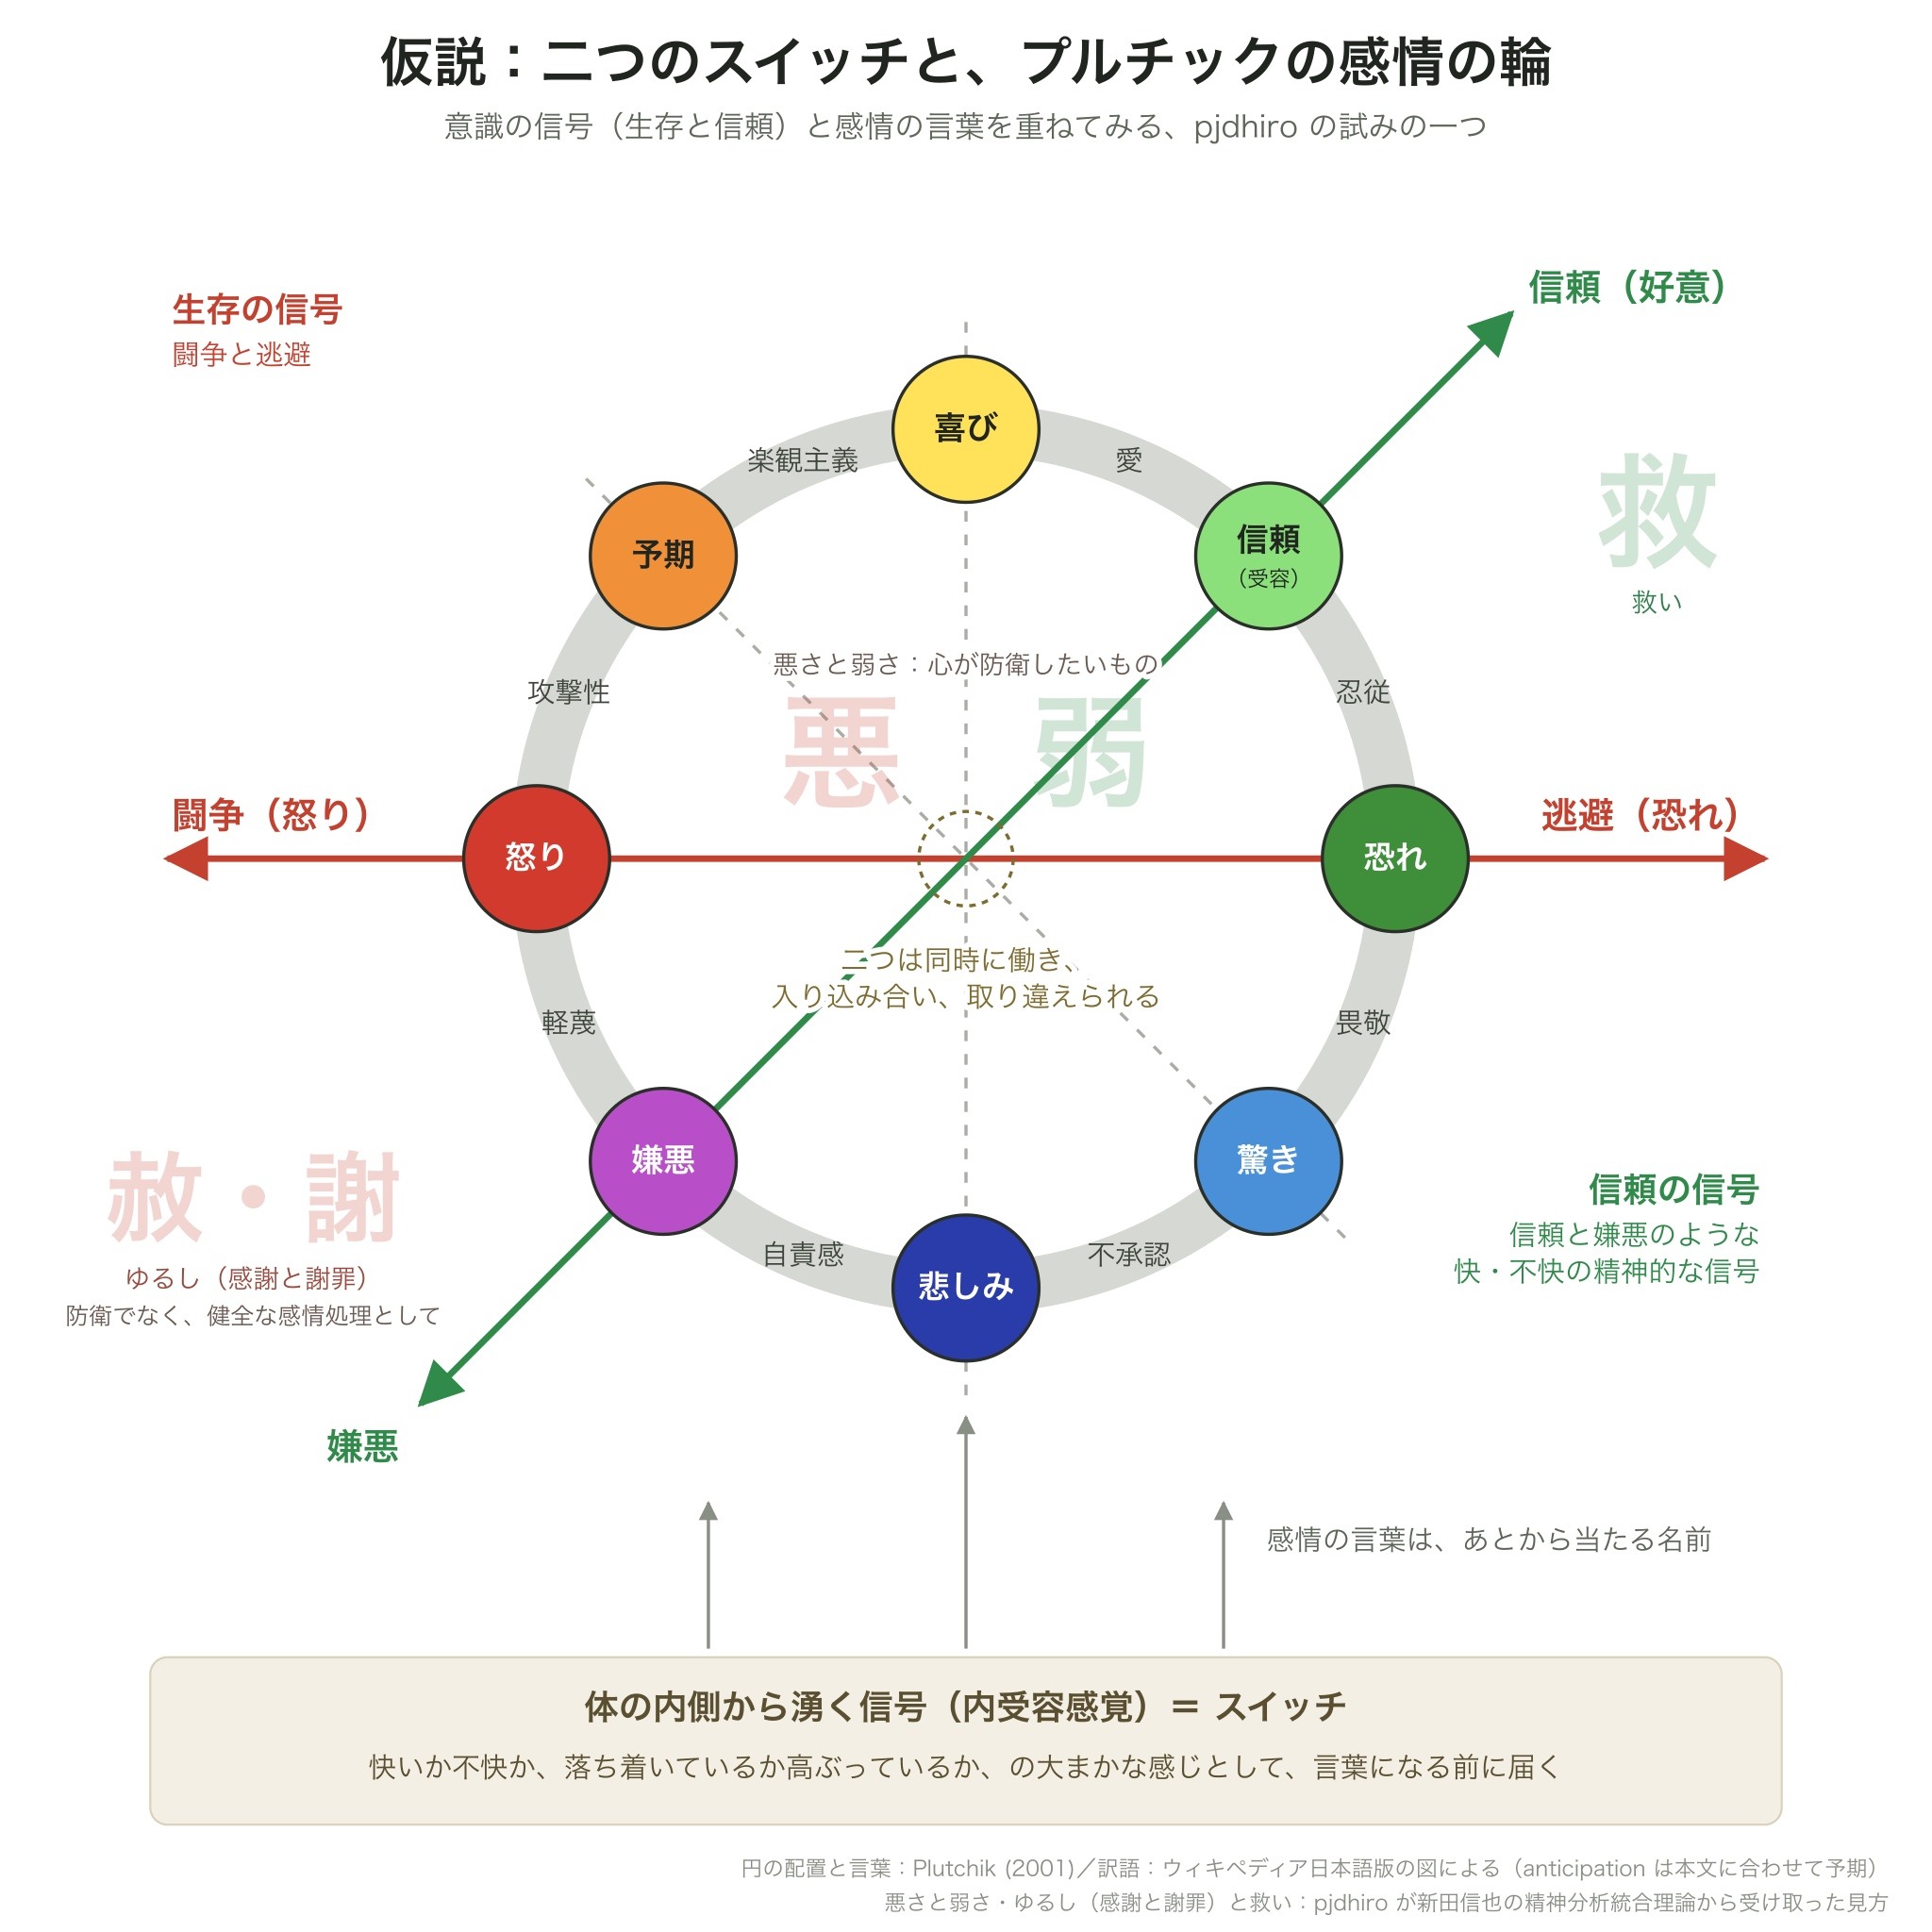 仮説：二つのスイッチと、プルチックの感情の輪
意識の信号（生存と信頼）と感情の言葉を重ねてみる、pjdhiro の試みの一つ
信頼（好意）
生存の信号
闘争と逃避
喜び
楽観主義
愛
救
救い
予期
信頼
（受容）
悪さと弱さ：心が防衛したいもの
攻撃性
忍従
悪
弱
闘争（怒り）
逃避（恐れ）
怒り
恐れ
二つは同時に働き、
入り込み合い、取り違えられる
軽蔑
畏敬
嫌悪
驚き
赦・謝
ゆるし（感謝と謝罪）
防衛でなく、健全な感情処理として
信頼の信号
信頼と嫌悪のような
快・不快の精神的な信号
自責感
不承認
悲しみ
嫌悪
感情の言葉は、あとから当たる名前
体の内側から湧く信号（内受容感覚）＝ スイッチ
快いか不快か、落ち着いているか高ぶっているか、の大まかな感じとして、言葉になる前に届く
円の配置と言葉：Plutchik (2001)／訳語：ウィキペディア日本語版の図による（anticipation は本文に合わせて予期）
悪さと弱さ・ゆるし（感謝と謝罪）と救い：pjdhiro が新田信也の精神分析統合理論から受け取った見方